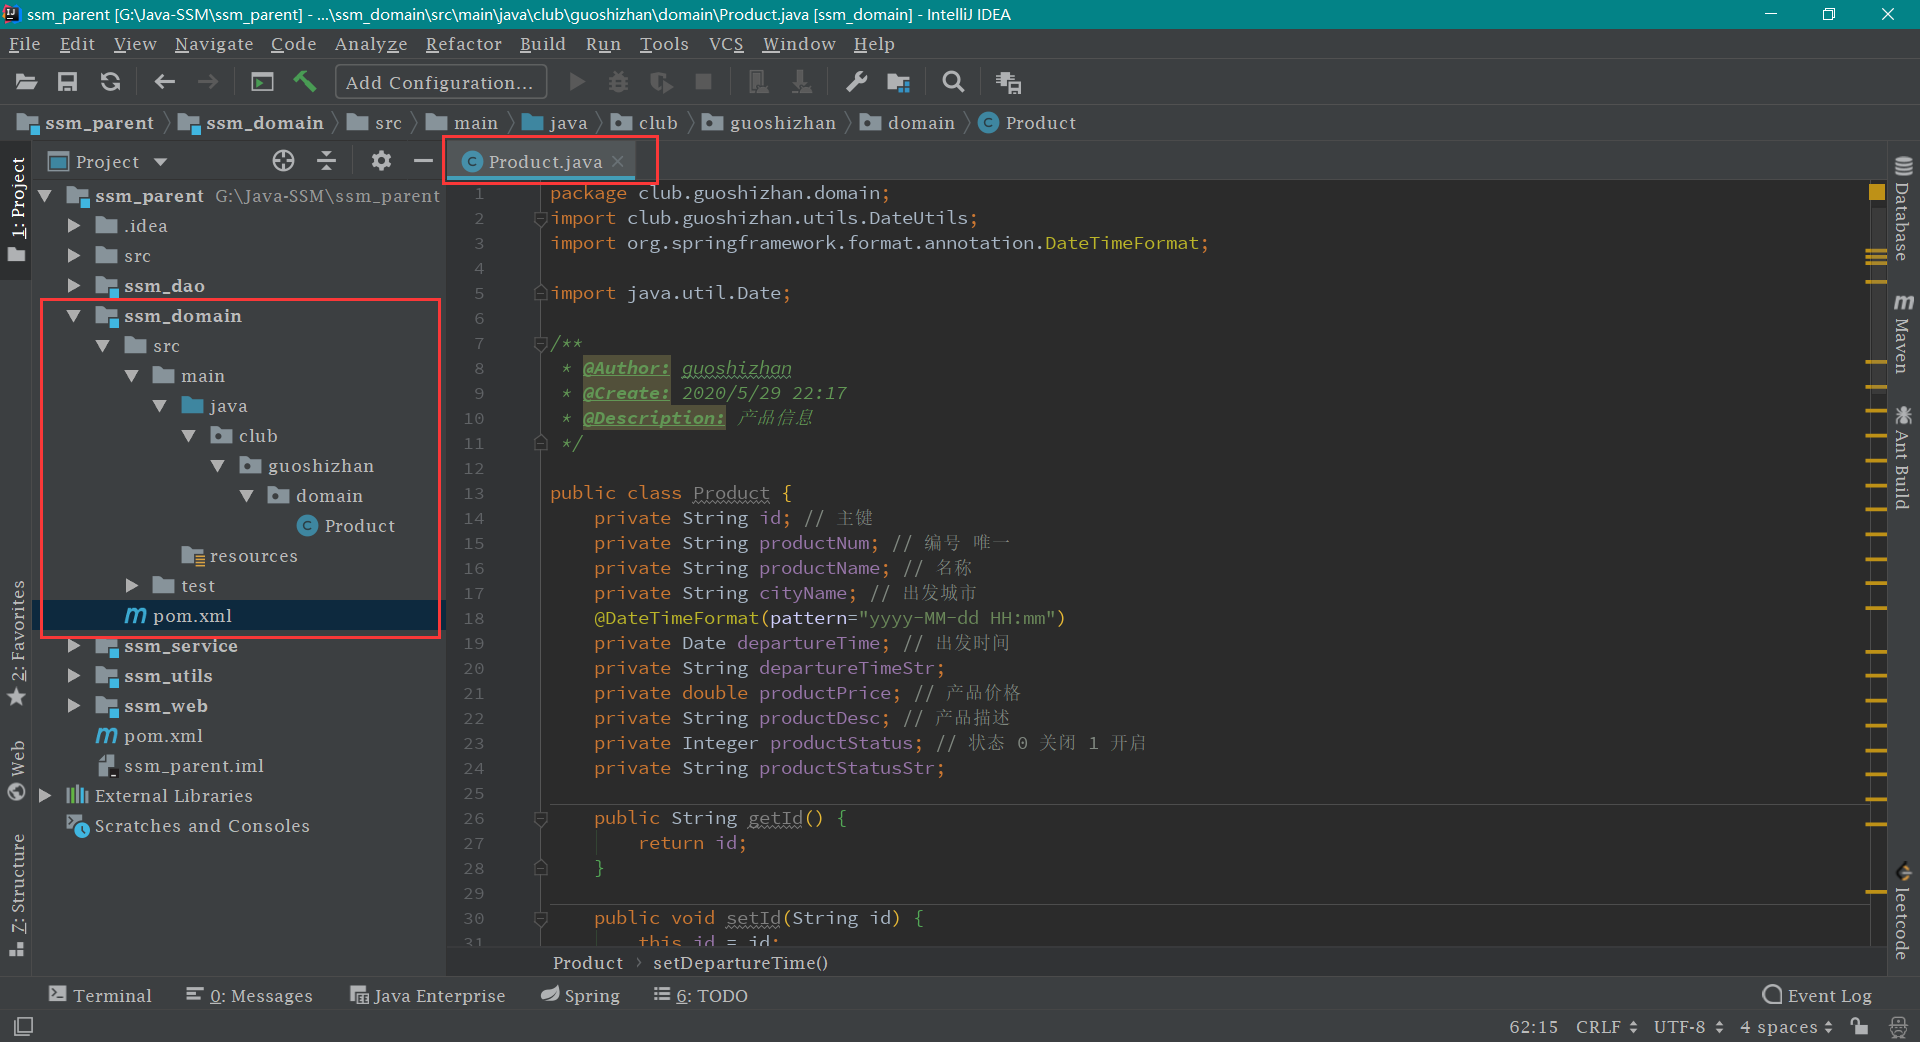 ssm_parent [G:\Java-SSM\ssm_parent] - ...\ssm_domain\src\main\java\club\guoshizhan\domain\Product.java [ssm_domain] - IntelliJ IDEA
File Edit View Navigate Code Analyze Refactor Build Run Tools VCS Window Help
Add Configuration...
ssm_parent ssm_domain src main java club guoshizhan domain Product
1: Project
2: Favorites
Web
Z: Structure
Project
ssm_parent G:\Java-SSM\ssm_parent
.idea
src
ssm_dao
ssm_domain
src
main
java
club
guoshizhan
domain
Product
resources
test
pom.xml
ssm_service
ssm_utils
ssm_web
pom.xml
ssm_parent.iml
External Libraries
Scratches and Consoles
Product.java
1 package club.guoshizhan.domain;
2 import club.guoshizhan.utils.DateUtils;
3 import org.springframework.format.annotation.DateTimeFormat;
4
5 import java.util.Date;
6
7 /**
8 * @Author: guoshizhan
9 * @Create: 2020/5/29 22:17
10 * @Description: 产品信息
11 */
12
13 public class Product {
14 private String id; // 主键
15 private String productNum; // 编号 唯一
16 private String productName; // 名称
17 private String cityName; // 出发城市
18 @DateTimeFormat(pattern="yyyy-MM-dd HH:mm")
19 private Date departureTime; // 出发时间
20 private String departureTimeStr;
21 private double productPrice; // 产品价格
22 private String productDesc; // 产品描述
23 private Integer productStatus; // 状态 0 关闭 1 开启
24 private String productStatusStr;
25
26 public String getId() {
27 return id;
28 }
29
30 public void setId(String id) {
31 this.id = id;
Product › setDepartureTime()
Database
Maven
Ant Build
leetcode
Terminal 0: Messages Java Enterprise Spring 6: TODO Event Log
62:15 CRLF UTF-8 4 spaces